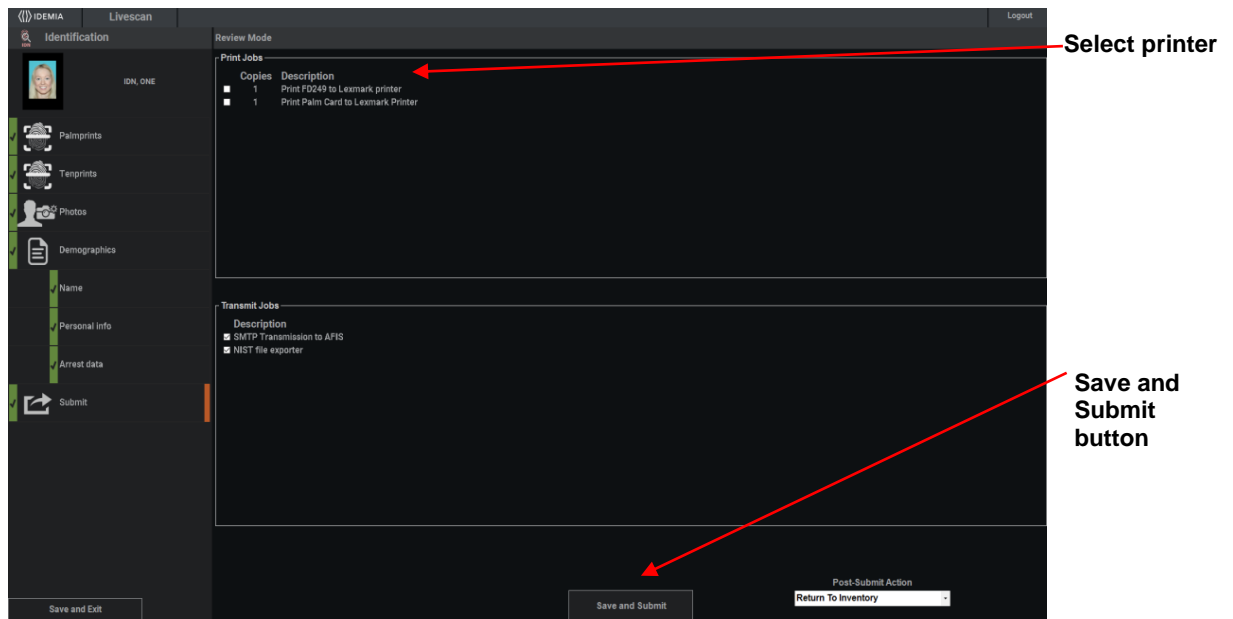 IDEMIA Livescan Logout
IDN Identification
Review Mode
Select printer
Print Jobs
IDN, ONE
Copies Description
1 Print FD249 to Lexmark printer
1 Print Palm Card to Lexmark Printer
Palmprints
Tenprints
Photos
Demographics
Name
Personal info
Arrest data
Submit
Transmit Jobs
Description
SMTP Transmission to AFIS
NIST file exporter
Save and
Submit
button
Post-Submit Action
Return To Inventory
Save and Exit
Save and Submit